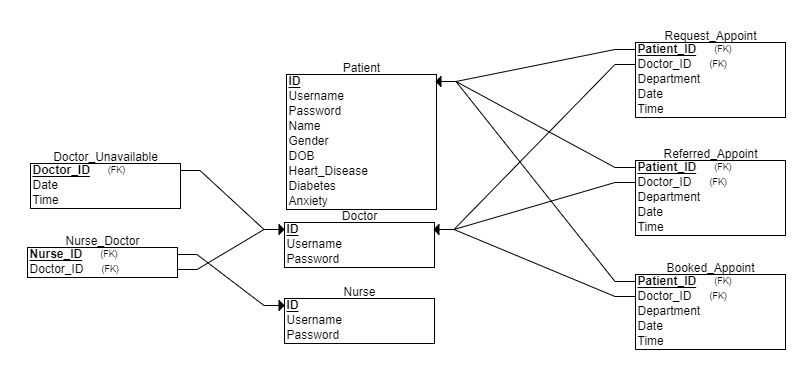 Doctor_Unavailable
Doctor_ID (FK)
Date
Time
Nurse_Doctor
Nurse_ID (FK)
Doctor_ID (FK)
Patient
ID
Username
Password
Name
Gender
DOB
Heart_Disease
Diabetes
Anxiety
Doctor
ID
Username
Password
Nurse
ID
Username
Password
Request_Appoint
Patient_ID (FK)
Doctor_ID (FK)
Department
Date
Time
Referred_Appoint
Patient_ID (FK)
Doctor_ID (FK)
Department
Date
Time
Booked_Appoint
Patient_ID (FK)
Doctor_ID (FK)
Department
Date
Time